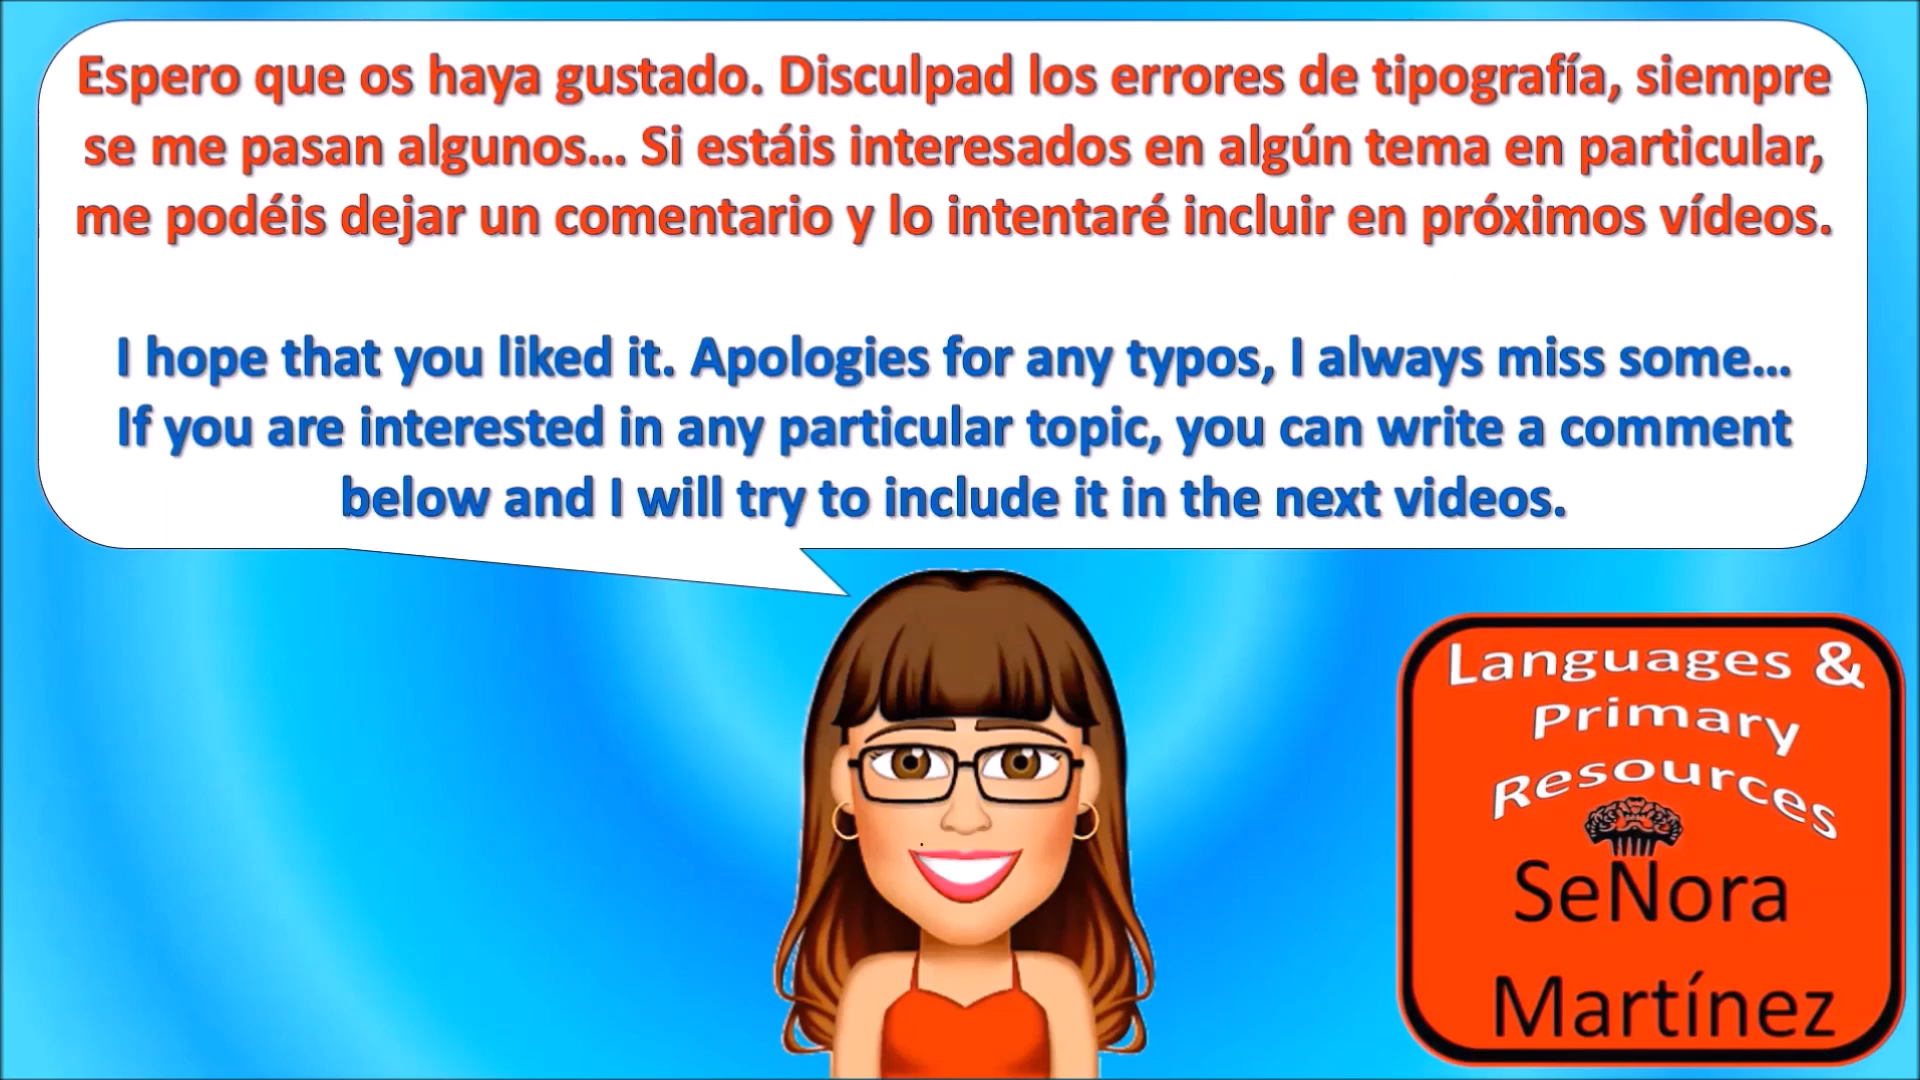 Espero que os haya gustado. Disculpad los errores de tipografía, siempre
se me pasan algunos... Si estáis interesados en algún tema en particular,
me podéis dejar un comentario y lo intentaré incluir en próximos vídeos.
I hope that you liked it. Apologies for any typos, I always miss some...
If you are interested in any particular topic, you can write a comment
below and I will try to include it in the next videos.
Languages &
Primary
Resources
SeNora
Martínez